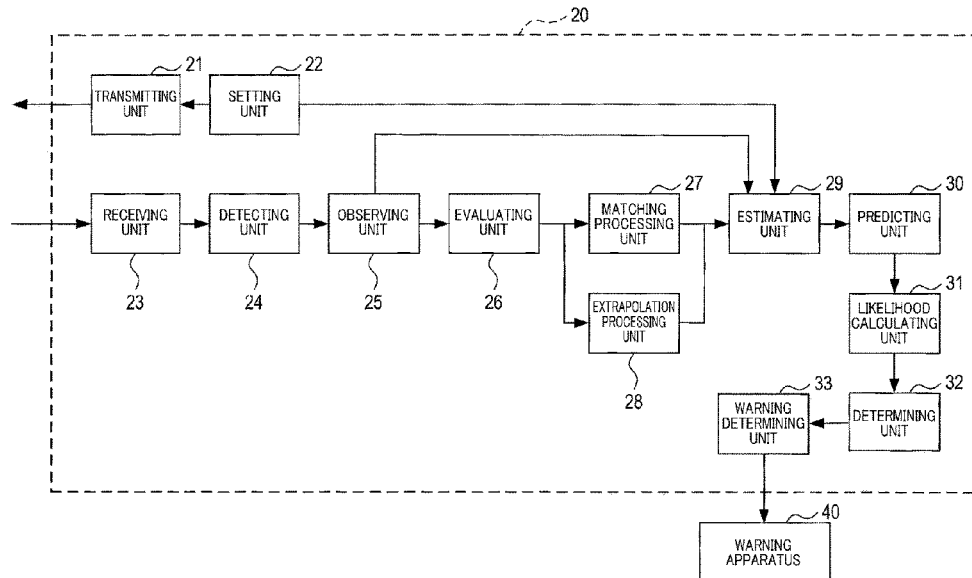 20
21
22
TRANSMITTING
UNIT
SETTING
UNIT
27
29
30
RECEIVING
UNIT
DETECTING
UNIT
OBSERVING
UNIT
EVALUATING
UNIT
MATCHING
PROCESSING
UNIT
ESTIMATING
UNIT
PREDICTING
UNIT
23
24
25
26
31
EXTRAPOLATION
PROCESSING
UNIT
LIKELIHOOD
CALCULATING
UNIT
28
33
32
WARNING
DETERMINING
UNIT
DETERMINING
UNIT
40
WARNING
APPARATUS